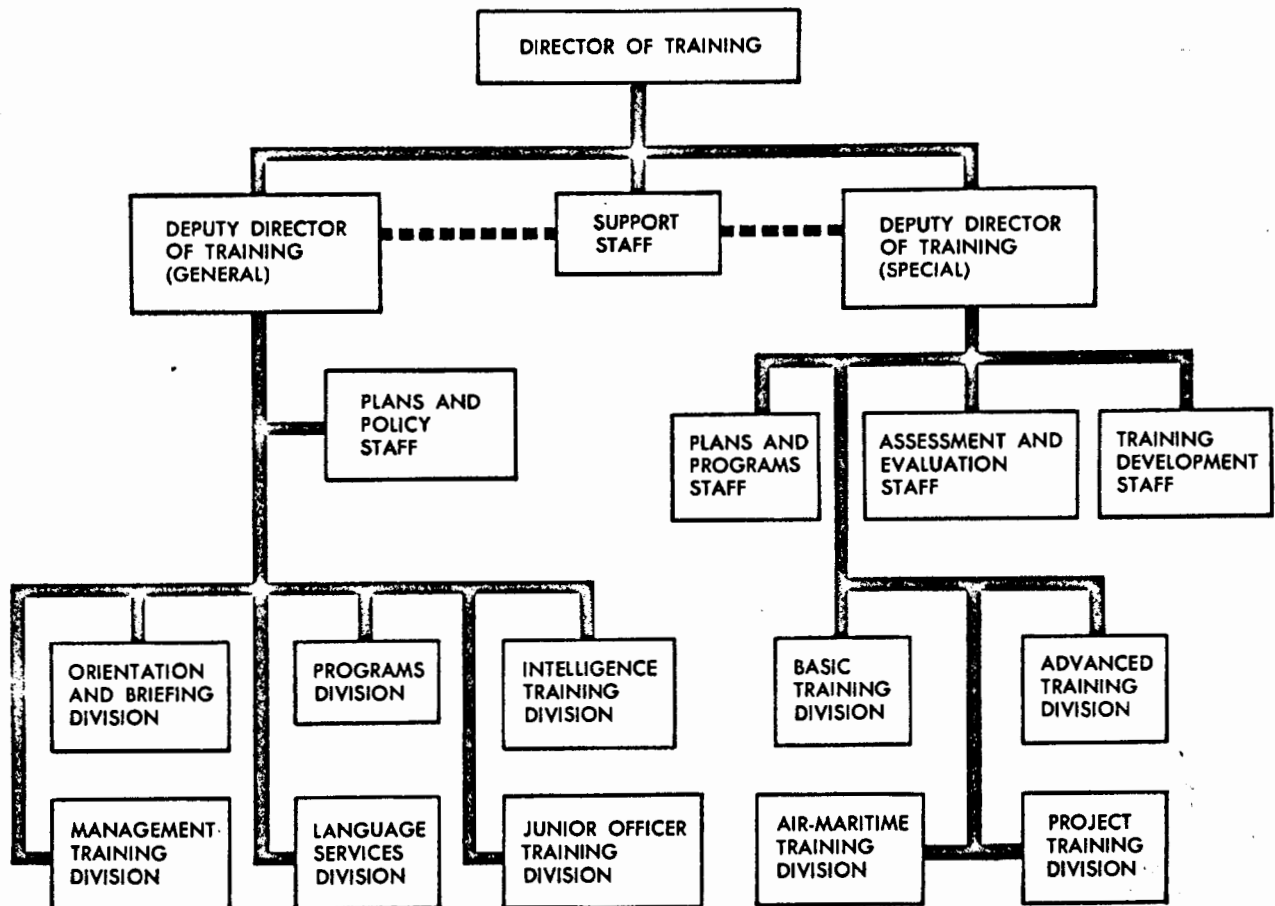 DIRECTOR OF TRAINING
DEPUTY DIRECTOR
OF TRAINING
(GENERAL)
SUPPORT
STAFF
DEPUTY DIRECTOR
OF TRAINING
(SPECIAL)
PLANS AND
POLICY
STAFF
PLANS AND
PROGRAMS
STAFF
ASSESSMENT AND
EVALUATION
STAFF
TRAINING
DEVELOPMENT
STAFF
ORIENTATION
AND BRIEFING
DIVISION
PROGRAMS
DIVISION
INTELLIGENCE
TRAINING
DIVISION
BASIC
TRAINING
DIVISION
ADVANCED
TRAINING
DIVISION
MANAGEMENT
TRAINING
DIVISION
LANGUAGE
SERVICES
DIVISION
JUNIOR OFFICER
TRAINING
DIVISION
AIR-MARITIME
TRAINING
DIVISION
PROJECT
TRAINING
DIVISION